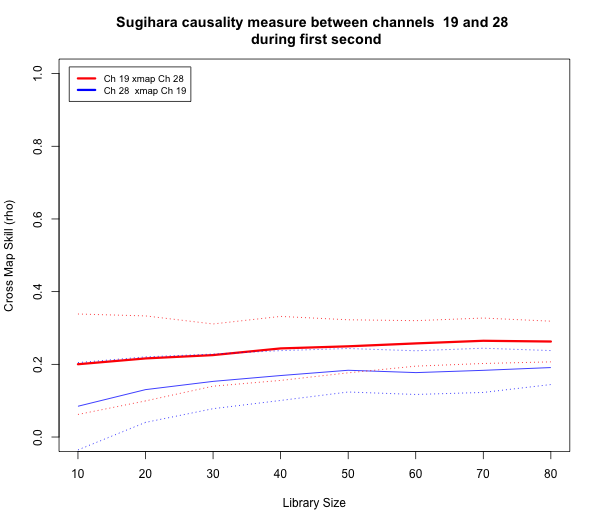 Sugihara causality measure between channels  19 and 28
during first second
Ch 19 xmap Ch 28
Ch 28  xmap Ch 19
Cross Map Skill (rho)
1.0
0.8
0.6
0.4
0.2
0.0
10 20 30 40 50 60 70 80
Library Size